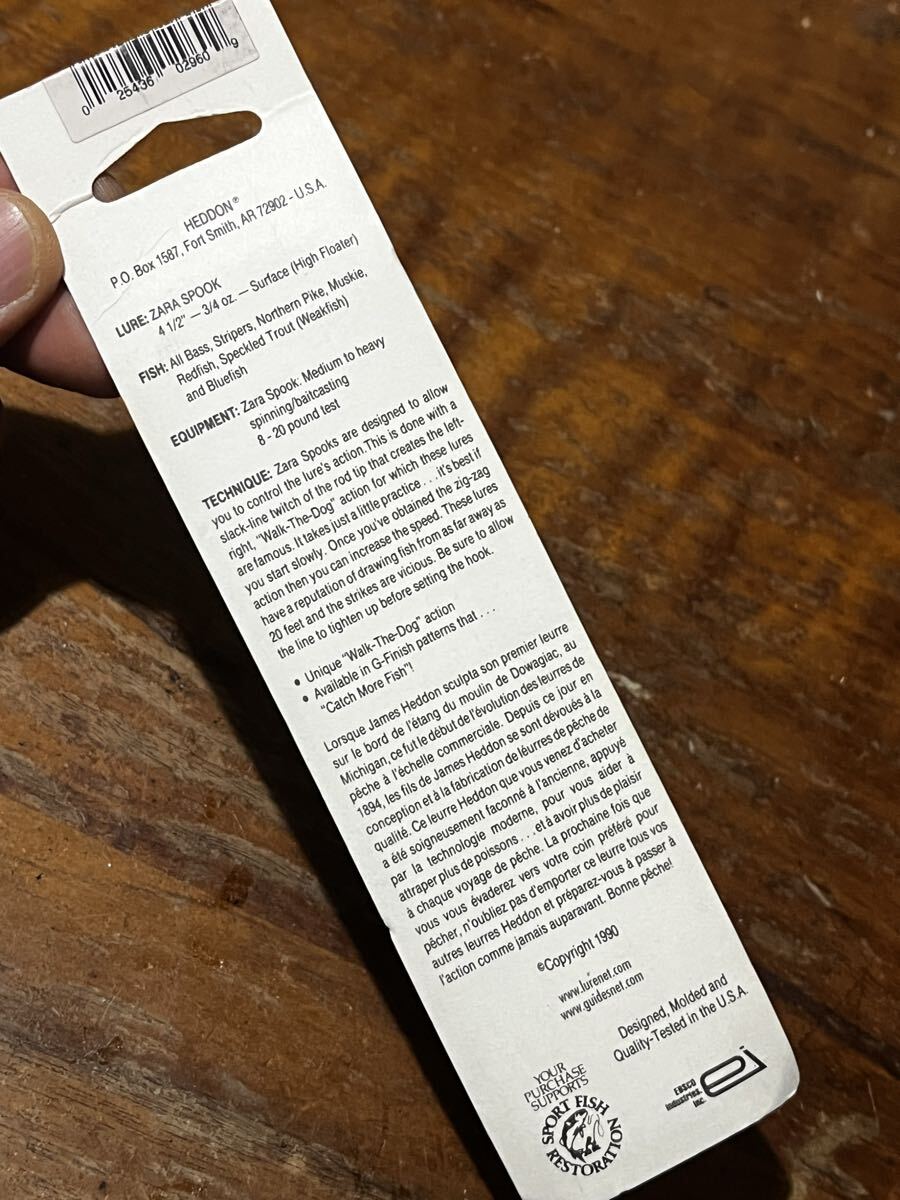 0 25436 02960 9
HEDDON®
P.O. Box 1587, Fort Smith, AR 72902 - U.S.A.
LURE: ZARA SPOOK
4 1/2" — 3/4 oz. — Surface (High Floater)
FISH: All Bass, Stripers, Northern Pike, Muskie,
Redfish, Speckled Trout (Weakfish)
and Bluefish
EQUIPMENT: Zara Spook: Medium to heavy
spinning/baitcasting
8 - 20 pound test
TECHNIQUE: Zara Spooks are designed to allow
you to control the lure's action. This is done with a
slack-line twitch of the rod tip that creates the left-
right, "Walk-The-Dog" action for which these lures
are famous. It takes just a little practice . . . it's best if
you start slowly. Once you've obtained the zig-zag
action then you can increase the speed. These lures
have a reputation of drawing fish from as far away as
20 feet and the strikes are vicious. Be sure to allow
the line to tighten up before setting the hook.
• Unique "Walk-The-Dog" action
• Available in G-Finish patterns that . . .
"Catch More Fish"!
Lorsque James Heddon sculpta son premier leurre
sur le bord de l'étang du moulin de Dowagiac, au
Michigan, ce fut le début de l'évolution des leurres de
pêche à l'échelle commerciale. Depuis ce jour en
1894, les fils de James Heddon se sont dévoués à la
conception et à la fabrication de leurres de pêche de
qualité. Ce leurre Heddon que vous venez d'acheter
a été soigneusement faconné à l'ancienne, appuyé
par la technologie moderne, pour vous aider à
attraper plus de poissons . . . et à avoir plus de plaisir
à chaque voyage de pêche. La prochaine fois que
vous vous évaderez vers votre coin préféré pour
pêcher, n'oubliez pas d'emporter ce leurre tous vos
autres leurres Heddon et préparez-vous à passer à
l'action comme jamais auparavant. Bonne pêche!
©Copyright 1990
www.lurenet.com
www.guidesnet.com
Designed, Molded and
Quality-Tested in the U.S.A.
YOUR
PURCHASE
SUPPORTS
SPORT FISH
RESTORATION
EBSCO
Industries,
Inc.
ei